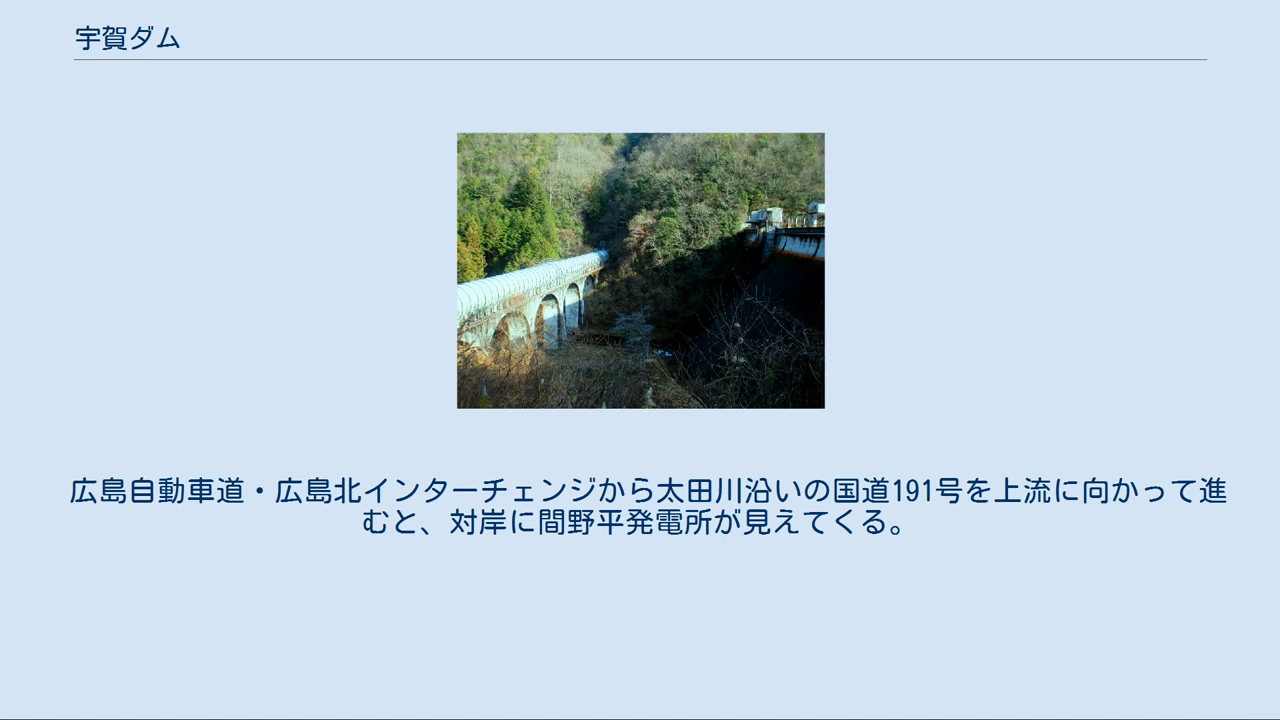 宇賀ダム
広島自動車道・広島北インターチェンジから太田川沿いの国道191号を上流に向かって進
むと、対岸に間野平発電所が見えてくる。